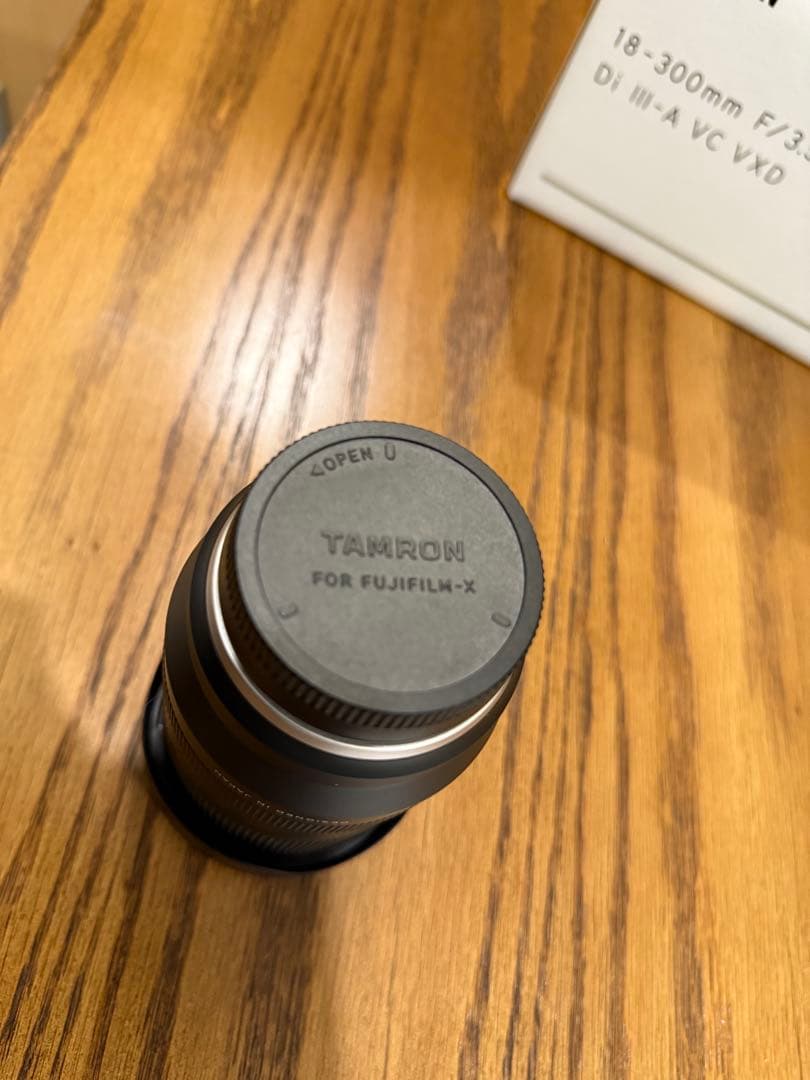 18-300mm F/3.5
Di III-A VC VXD
OPEN
TAMRON
FOR FUJIFILM-X